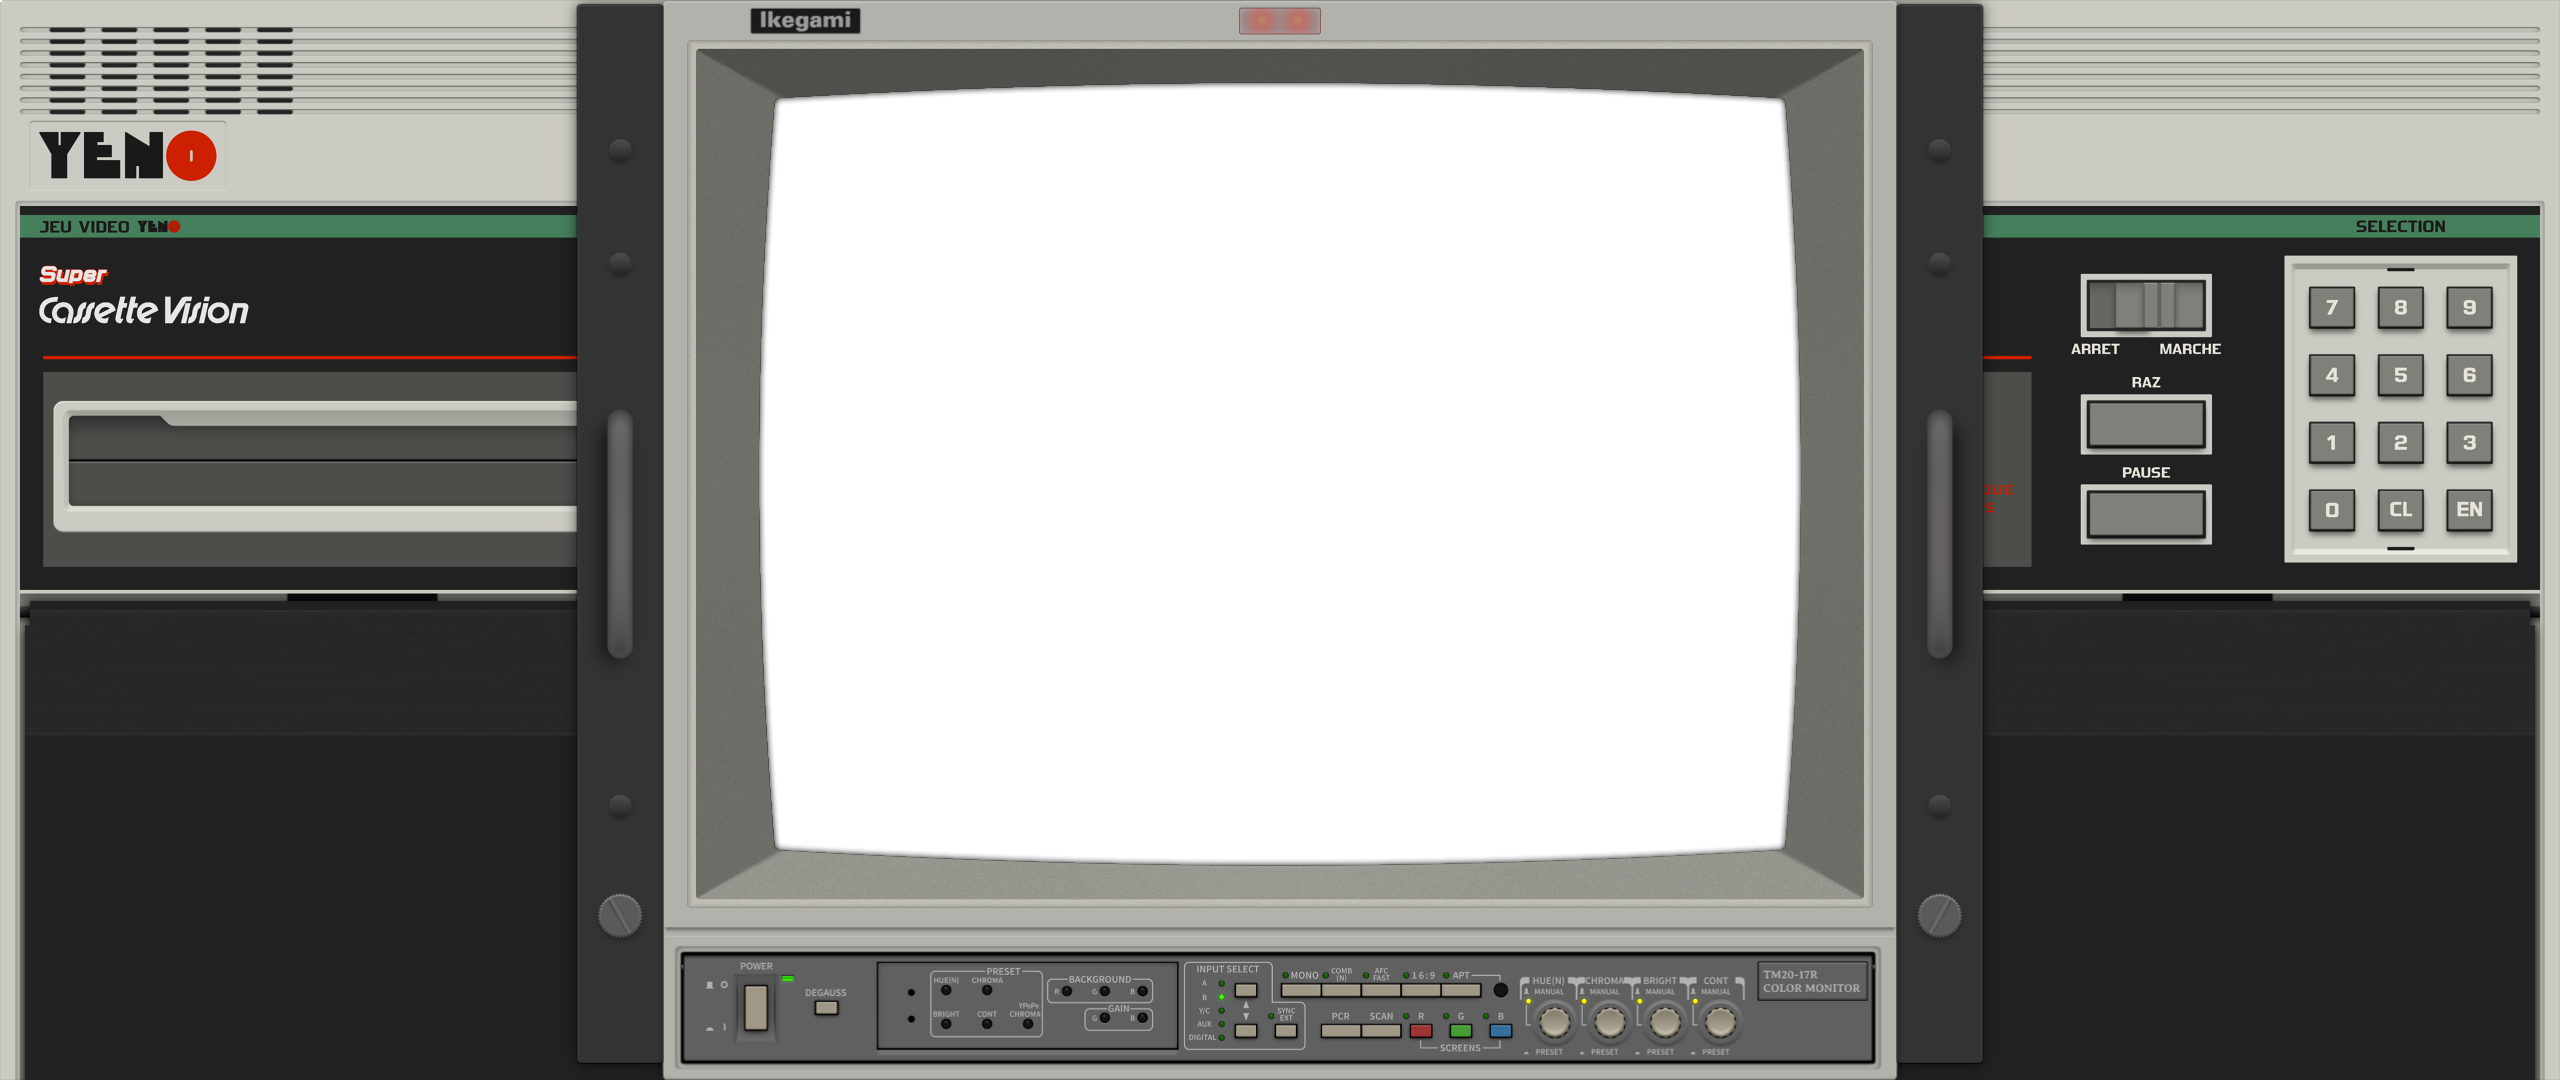 Ikegami
YENO
JEU VIDEO YENO
Super
Cassette Vision
SELECTION
ARRET MARCHE
RAZ
PAUSE
7 8 9
4 5 6
1 2 3
0 CL EN
POWER
DEGAUSS
PRESET
HUE(N) CHROMA
BRIGHT CONT YPBPR CHROMA
BACKGROUND
R G B
GAIN
G B
INPUT SELECT
A
B
Y/C
AUX
DIGITAL
SYNC
EXT
MONO COMB (N) AFC FAST 16:9 APT
PCR SCAN R G B
SCREENS
HUE(N) CHROMA BRIGHT CONT
MANUAL MANUAL MANUAL MANUAL
PRESET PRESET PRESET PRESET
TM20-17R
COLOR MONITOR